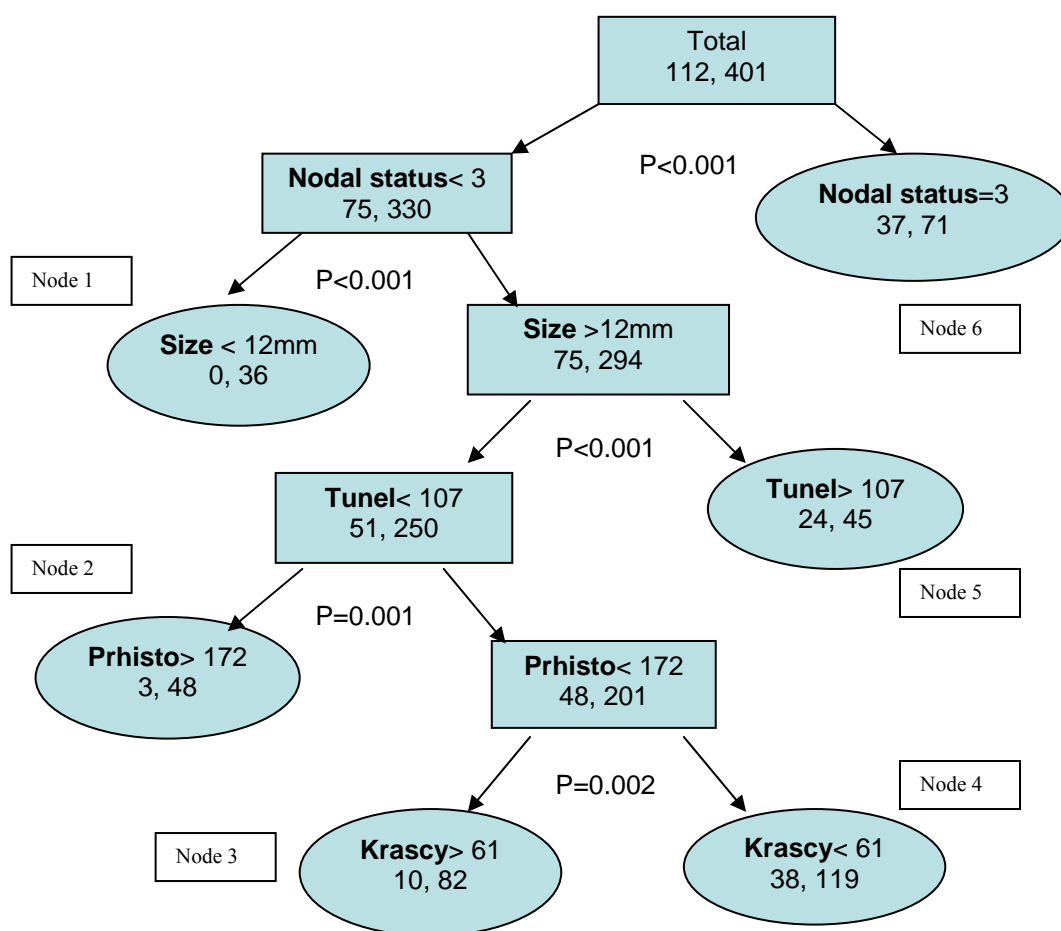 Total
112, 401
P<0.001
Nodal status< 3
75, 330
Nodal status=3
37, 71
Node 1
P<0.001
Node 6
Size < 12mm
0, 36
Size >12mm
75, 294
P<0.001
Tunel< 107
51, 250
Tunel> 107
24, 45
Node 2
Node 5
P=0.001
Prhisto> 172
3, 48
Prhisto< 172
48, 201
P=0.002
Node 4
Node 3
Krascy> 61
10, 82
Krascy< 61
38, 119